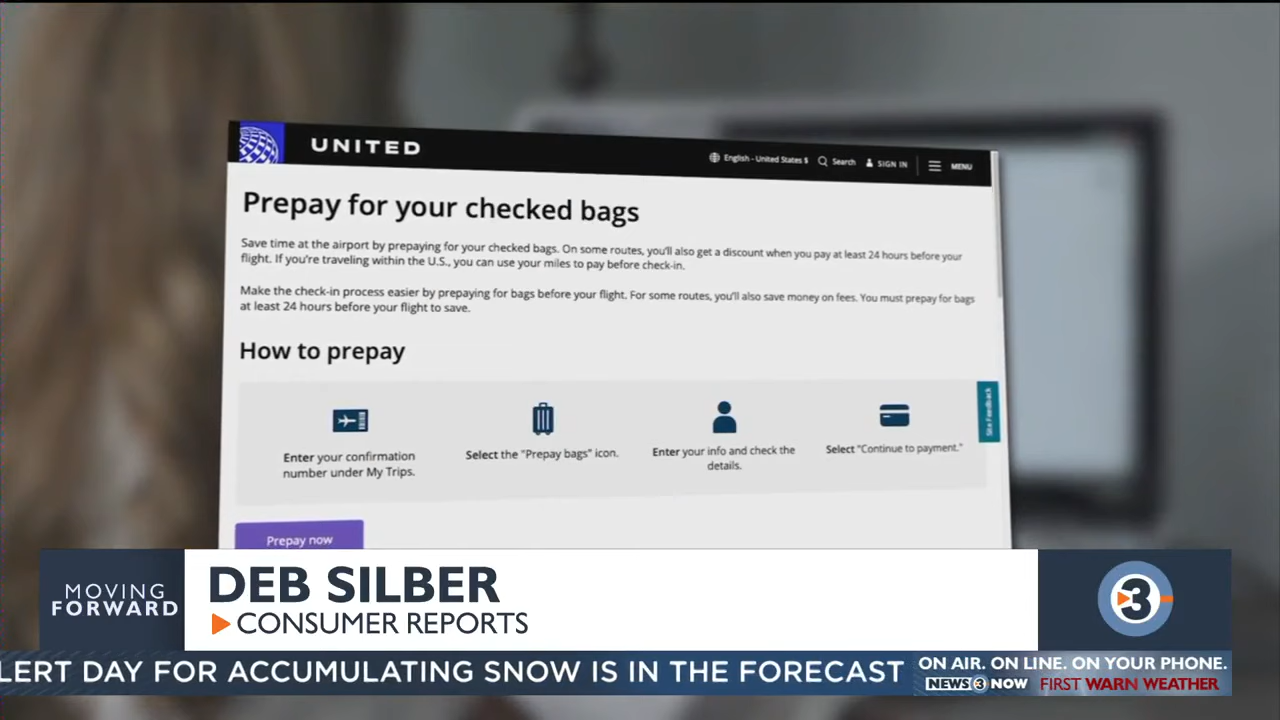 UNITED
English - United States $ Search SIGN IN MENU
Prepay for your checked bags
Save time at the airport by prepaying for your checked bags. On some routes, you'll also get a discount when you pay at least 24 hours before your
flight. If you're traveling within the U.S., you can use your miles to pay before check-in.
Make the check-in process easier by prepaying for bags before your flight. For some routes, you'll also save money on fees. You must prepay for bags
at least 24 hours before your flight to save.
How to prepay
Enter your confirmation
number under My Trips.
Select the "Prepay bags" icon.
Enter your info and check the
details.
Select "Continue to payment."
Site Feedback
Prepay now
MOVING
FORWARD
DEB SILBER
CONSUMER REPORTS
3
LERT DAY FOR ACCUMULATING SNOW IS IN THE FORECAST
ON AIR. ON LINE. ON YOUR PHONE.
NEWS 3 NOW FIRST WARN WEATHER